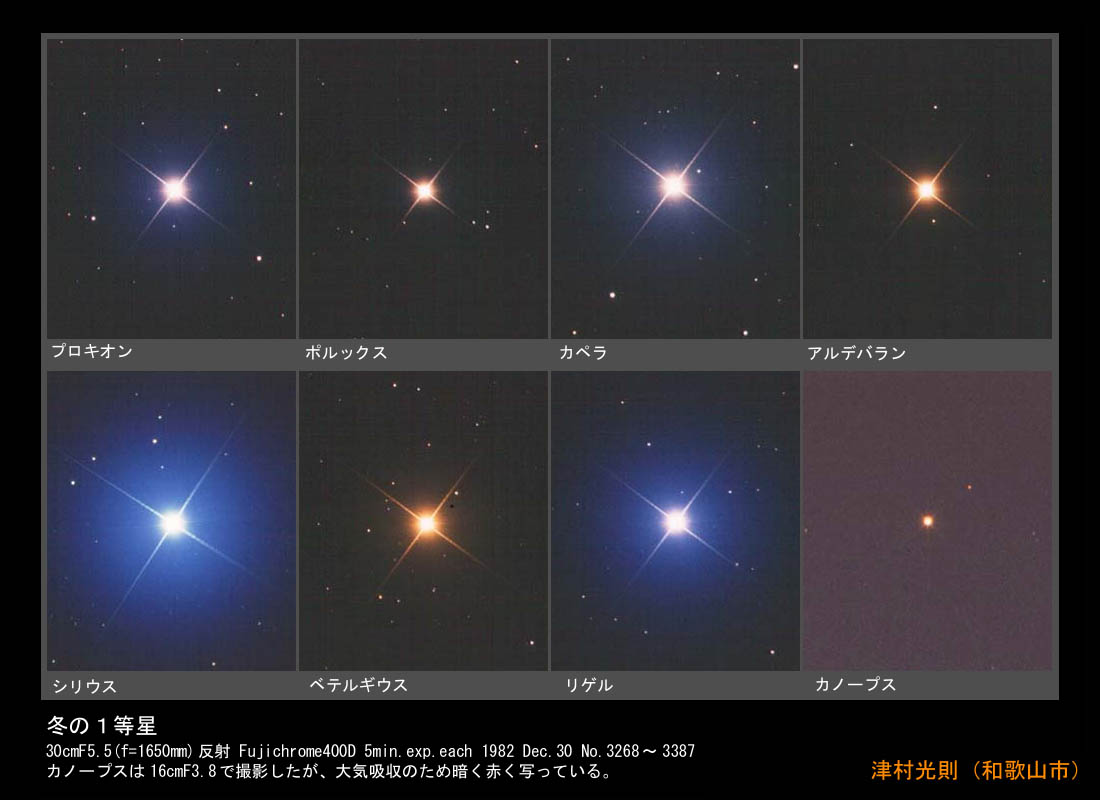 プロキオン
ポルックス
カペラ
アルデバラン
シリウス
ベテルギウス
リゲル
カノープス
冬の１等星
30cmF5.5(f=1650mm) 反射 Fujichrome400D 5min.exp.each 1982 Dec.30 No.3268～ 3387
カノープスは16cmF3.8で撮影したが、大気吸収のため暗く赤く写っている。
津村光則（和歌山市）